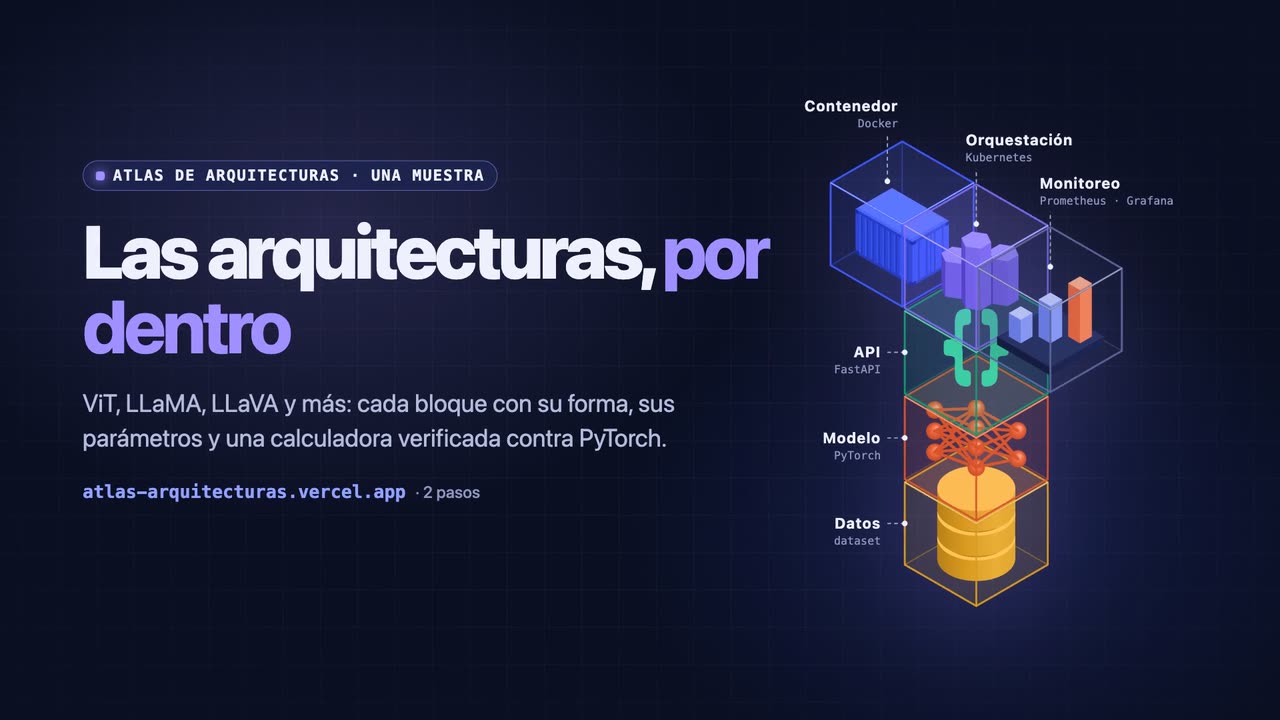 ATLAS DE ARQUITECTURAS · UNA MUESTRA
Las arquitecturas, por
dentro
ViT, LLaMA, LLaVA y más: cada bloque con su forma, sus
parámetros y una calculadora verificada contra PyTorch.
atlas-arquitecturas.vercel.app · 2 pasos
Contenedor
Docker
Orquestación
Kubernetes
Monitoreo
Prometheus · Grafana
API
FastAPI
Modelo
PyTorch
Datos
dataset